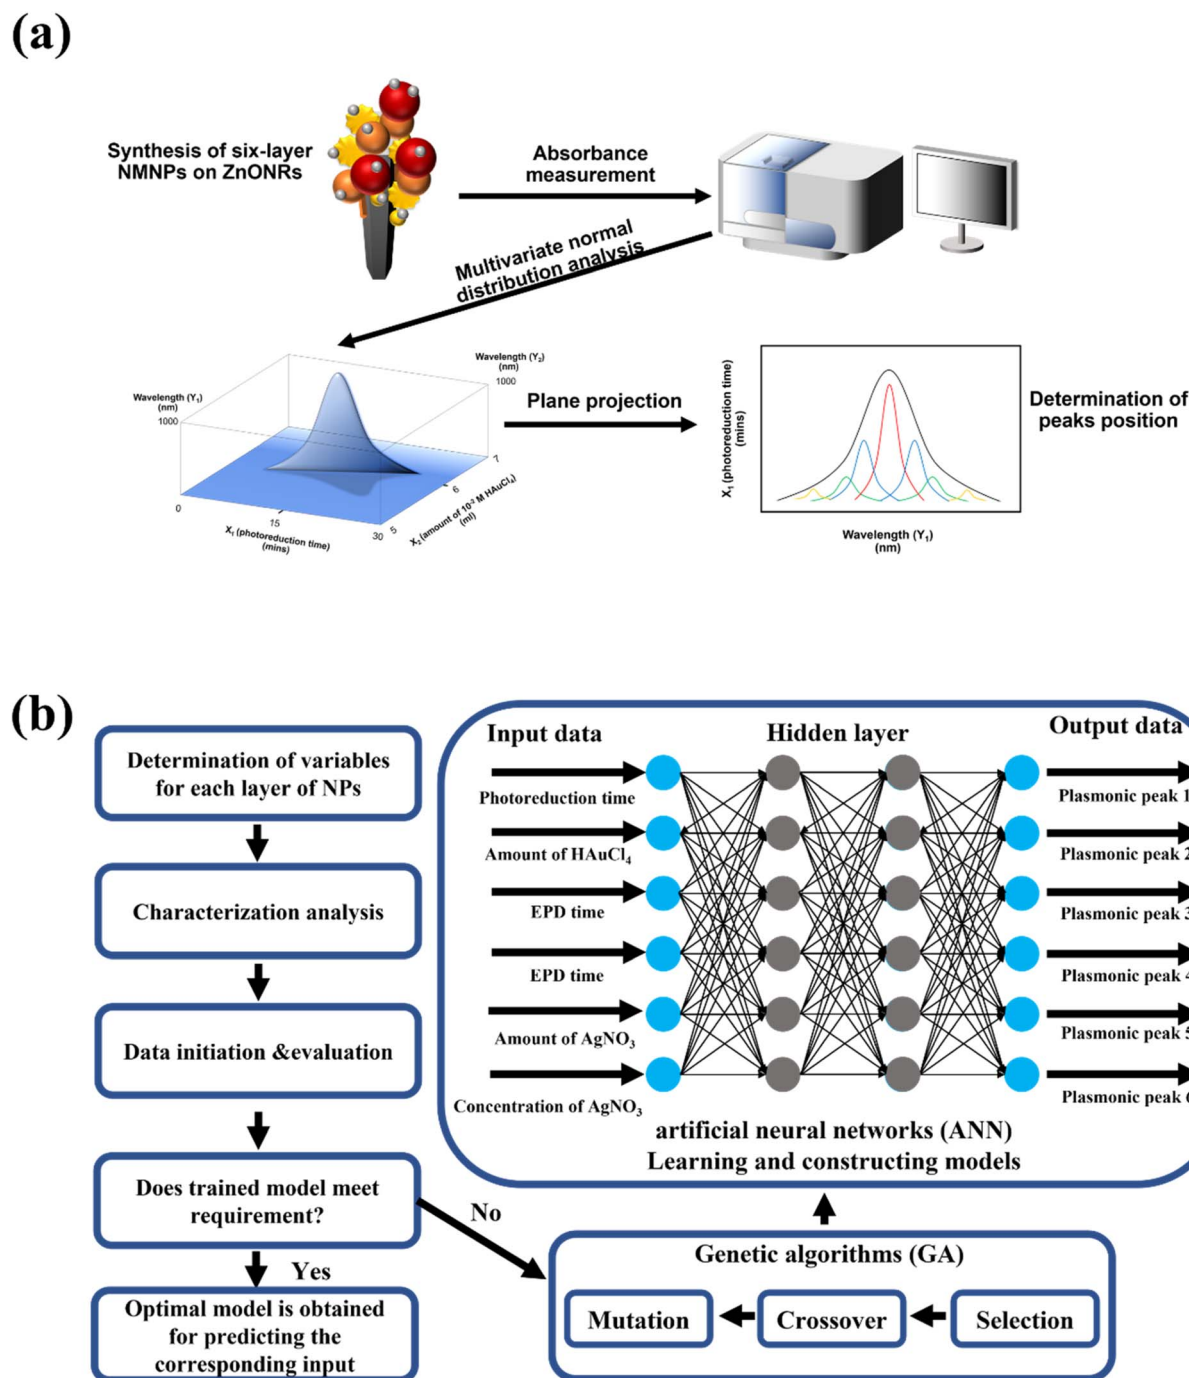 (a)
Synthesis of six-layer
NMNPs on ZnONRs
Absorbance
measurement
Multivariate normal
distribution analysis
Wavelength (Y₁)
(nm)
1000
Wavelength (Y₂)
(nm)
1000
0
15
30
X₁ (photoreduction time)
(mins)
5
6
7
X₂ (amount of 10⁻³ M HAuCl₄)
(ml)
Plane projection
X₁ (photoreduction time)
(mins)
Wavelength (Y₁)
(nm)
Determination of
peaks position
(b)
Determination of variables
for each layer of NPs
Characterization analysis
Data initiation &evaluation
Does trained model meet
requirement?
Yes
No
Optimal model is obtained
for predicting the
corresponding input
Input data
Hidden layer
Output data
Photoreduction time
Amount of HAuCl₄
EPD time
EPD time
Amount of AgNO₃
Concentration of AgNO₃
Plasmonic peak 1
Plasmonic peak 2
Plasmonic peak 3
Plasmonic peak 4
Plasmonic peak 5
Plasmonic peak 6
artificial neural networks (ANN)
Learning and constructing models
Genetic algorithms (GA)
Mutation
Crossover
Selection